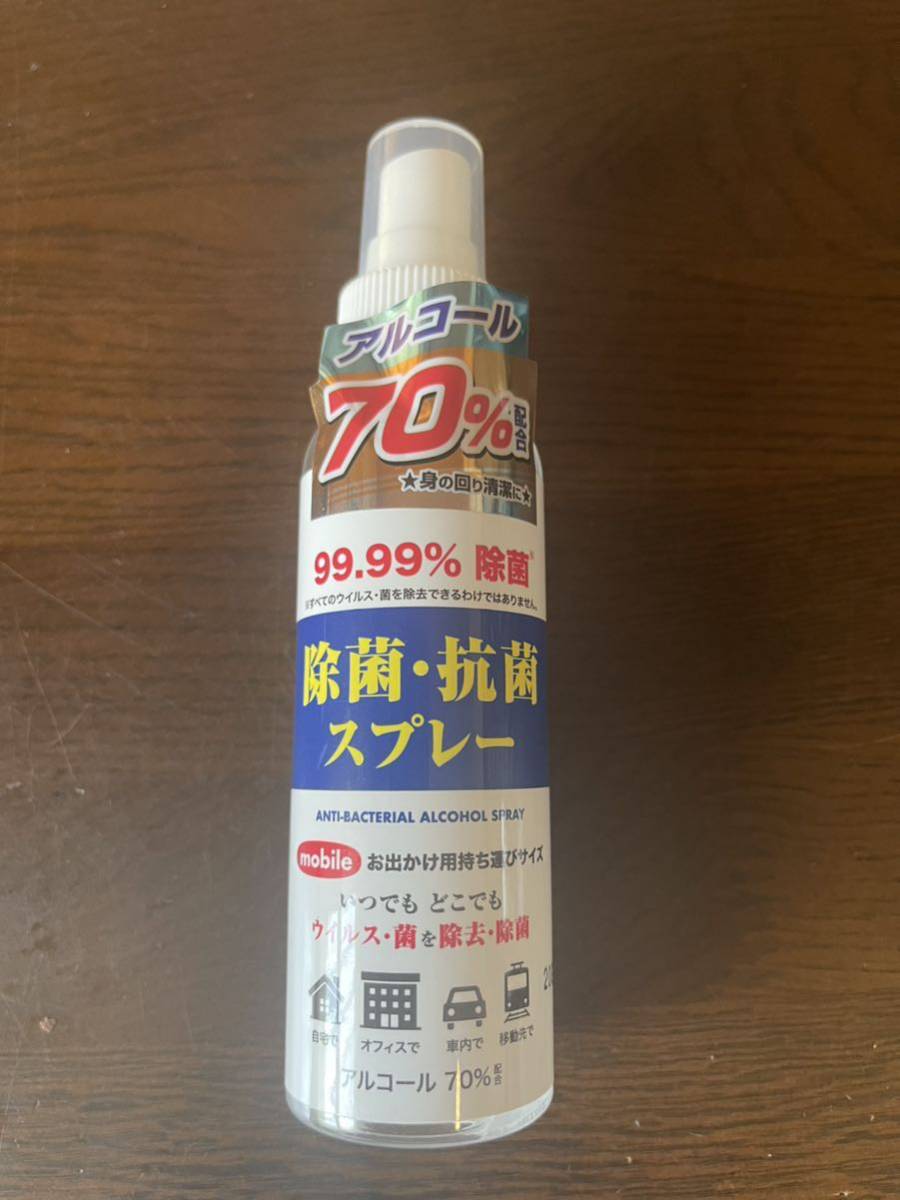 アルコール
70%配合
★身の回り清潔に★
99.99% 除菌※
※すべてのウイルス・菌を除去できるわけではありません。
除菌・抗菌
スプレー
ANTI-BACTERIAL ALCOHOL SPRAY
mobile お出かけ用持ち運びサイズ
いつでも どこでも
ウイルス・菌を除去・除菌
自宅で オフィスで 車内で 移動先で
アルコール 70%配合